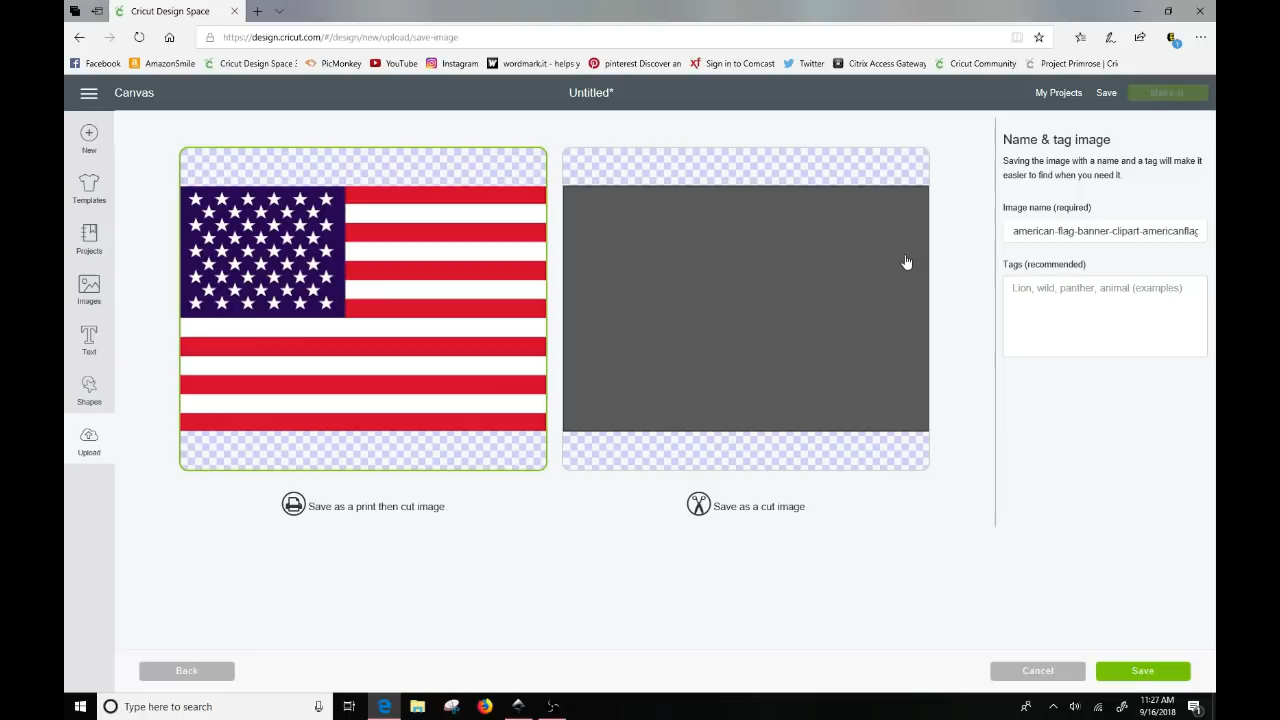 Cricut Design Space
https://design.cricut.com/#/design/new/upload/save-image
Facebook
AmazonSmile
Cricut Design Space :
PicMonkey
YouTube
Instagram
wordmark.it - helps y
pinterest Discover an
Sign in to Comcast
Twitter
Citrix Access Gateway
Cricut Community
Project Primrose | Cri
Canvas
Untitled*
My Projects
Save
Make It
New
Templates
Projects
Images
Text
Shapes
Upload
Name & tag image
Saving the image with a name and a tag will make it
easier to find when you need it.
Image name (required)
american-flag-banner-clipart-americanflag
Tags (recommended)
Lion, wild, panther, animal (examples)
Save as a print then cut image
Save as a cut image
Back
Cancel
Save
Type here to search
11:27 AM
9/16/2018